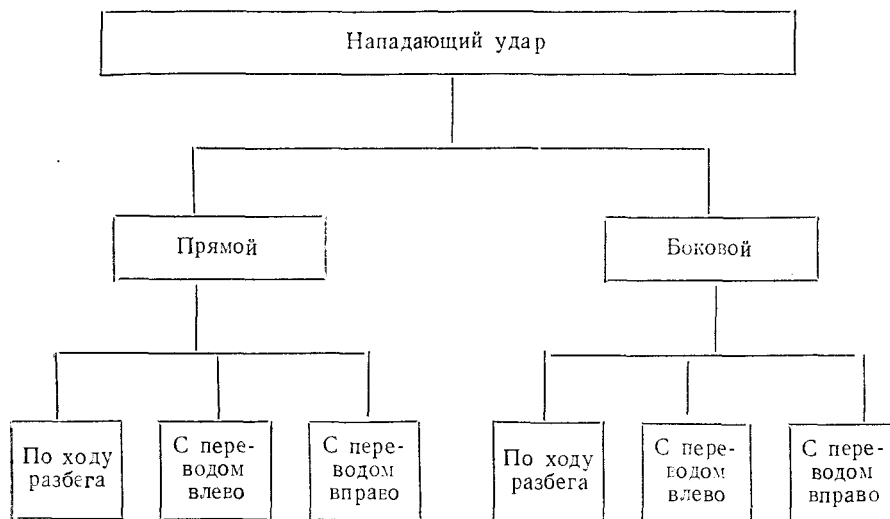 Нападающий удар
Прямой
Боковой
По ходу
разбега
С пере-
водом
влево
С пере-
водом
вправо
По ходу
разбега
С пере-
водом
влево
С пере-
водом
вправо